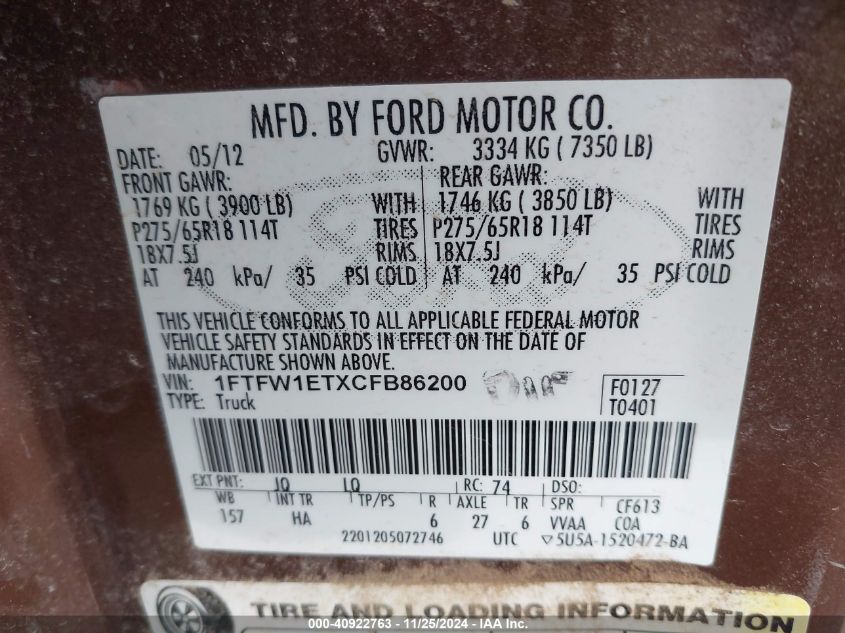 MFD. BY FORD MOTOR CO.
DATE: 05/12 GVWR: 3334 KG ( 7350 LB)
FRONT GAWR: REAR GAWR:
1769 KG ( 3900 LB) WITH 1746 KG ( 3850 LB) WITH
P275/65R18 114T TIRES P275/65R18 114T TIRES
18X7.5J RIMS 18X7.5J RIMS
AT 240 kPa/ 35 PSI COLD AT 240 kPa/ 35 PSI COLD
THIS VEHICLE CONFORMS TO ALL APPLICABLE FEDERAL MOTOR
VEHICLE SAFETY STANDARDS IN EFFECT ON THE DATE OF
MANUFACTURE SHOWN ABOVE.
VIN: 1FTFW1ETXCFB86200 F0127
TYPE: Truck T0401
EXT PNT: JQ LQ RC: 74 DSO:
WB INT TR TP/PS R AXLE TR SPR CF613
157 HA 6 27 6 VVAA COA
2201205072746 UTC ▽5U5A-1520472-BA
TIRE AND LOADING INFORMATION
000-40922763 - 11/25/2024 - IAA Inc.